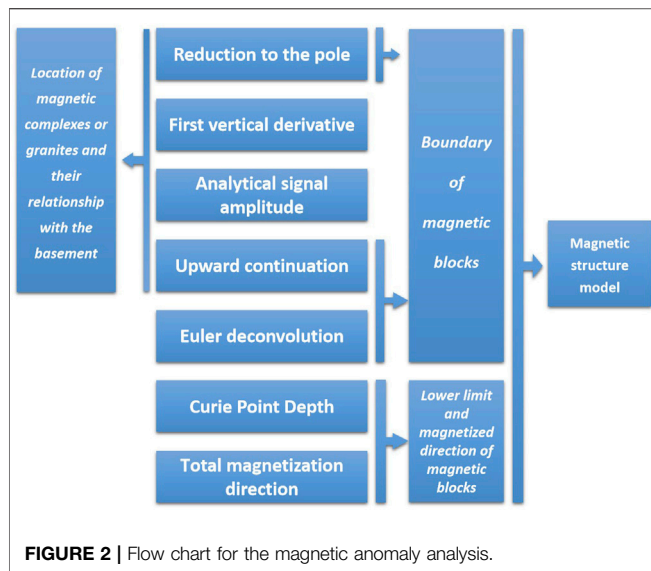 Location of
magnetic
complexes or
granites and
their
relationship
with the
basement
Reduction to the pole
First vertical derivative
Analytical signal
amplitude
Upward continuation
Euler deconvolution
Curie Point Depth
Total magnetization
direction
Boundary
of
magnetic
blocks
Lower limit
and
magnetized
direction of
magnetic
blocks
Magnetic
structure
model
FIGURE 2 | Flow chart for the magnetic anomaly analysis.